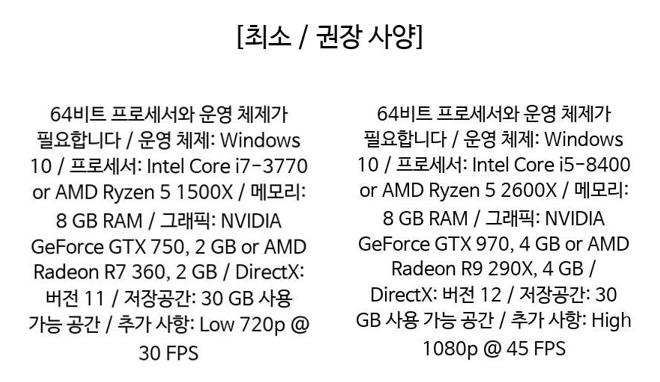 [최소 / 권장 사양]
64비트 프로세서와 운영 체제가
필요합니다 / 운영 체제: Windows
10 / 프로세서: Intel Core i7-3770
or AMD Ryzen 5 1500X / 메모리:
8 GB RAM / 그래픽: NVIDIA
GeForce GTX 750, 2 GB or AMD
Radeon R7 360, 2 GB / DirectX:
버전 11 / 저장공간: 30 GB 사용
가능 공간 / 추가 사항: Low 720p @
30 FPS
64비트 프로세서와 운영 체제가
필요합니다 / 운영 체제: Windows
10 / 프로세서: Intel Core i5-8400
or AMD Ryzen 5 2600X / 메모리:
8 GB RAM / 그래픽: NVIDIA
GeForce GTX 970, 4 GB or AMD
Radeon R9 290X, 4 GB /
DirectX: 버전 12 / 저장공간: 30
GB 사용 가능 공간 / 추가 사항: High
1080p @ 45 FPS